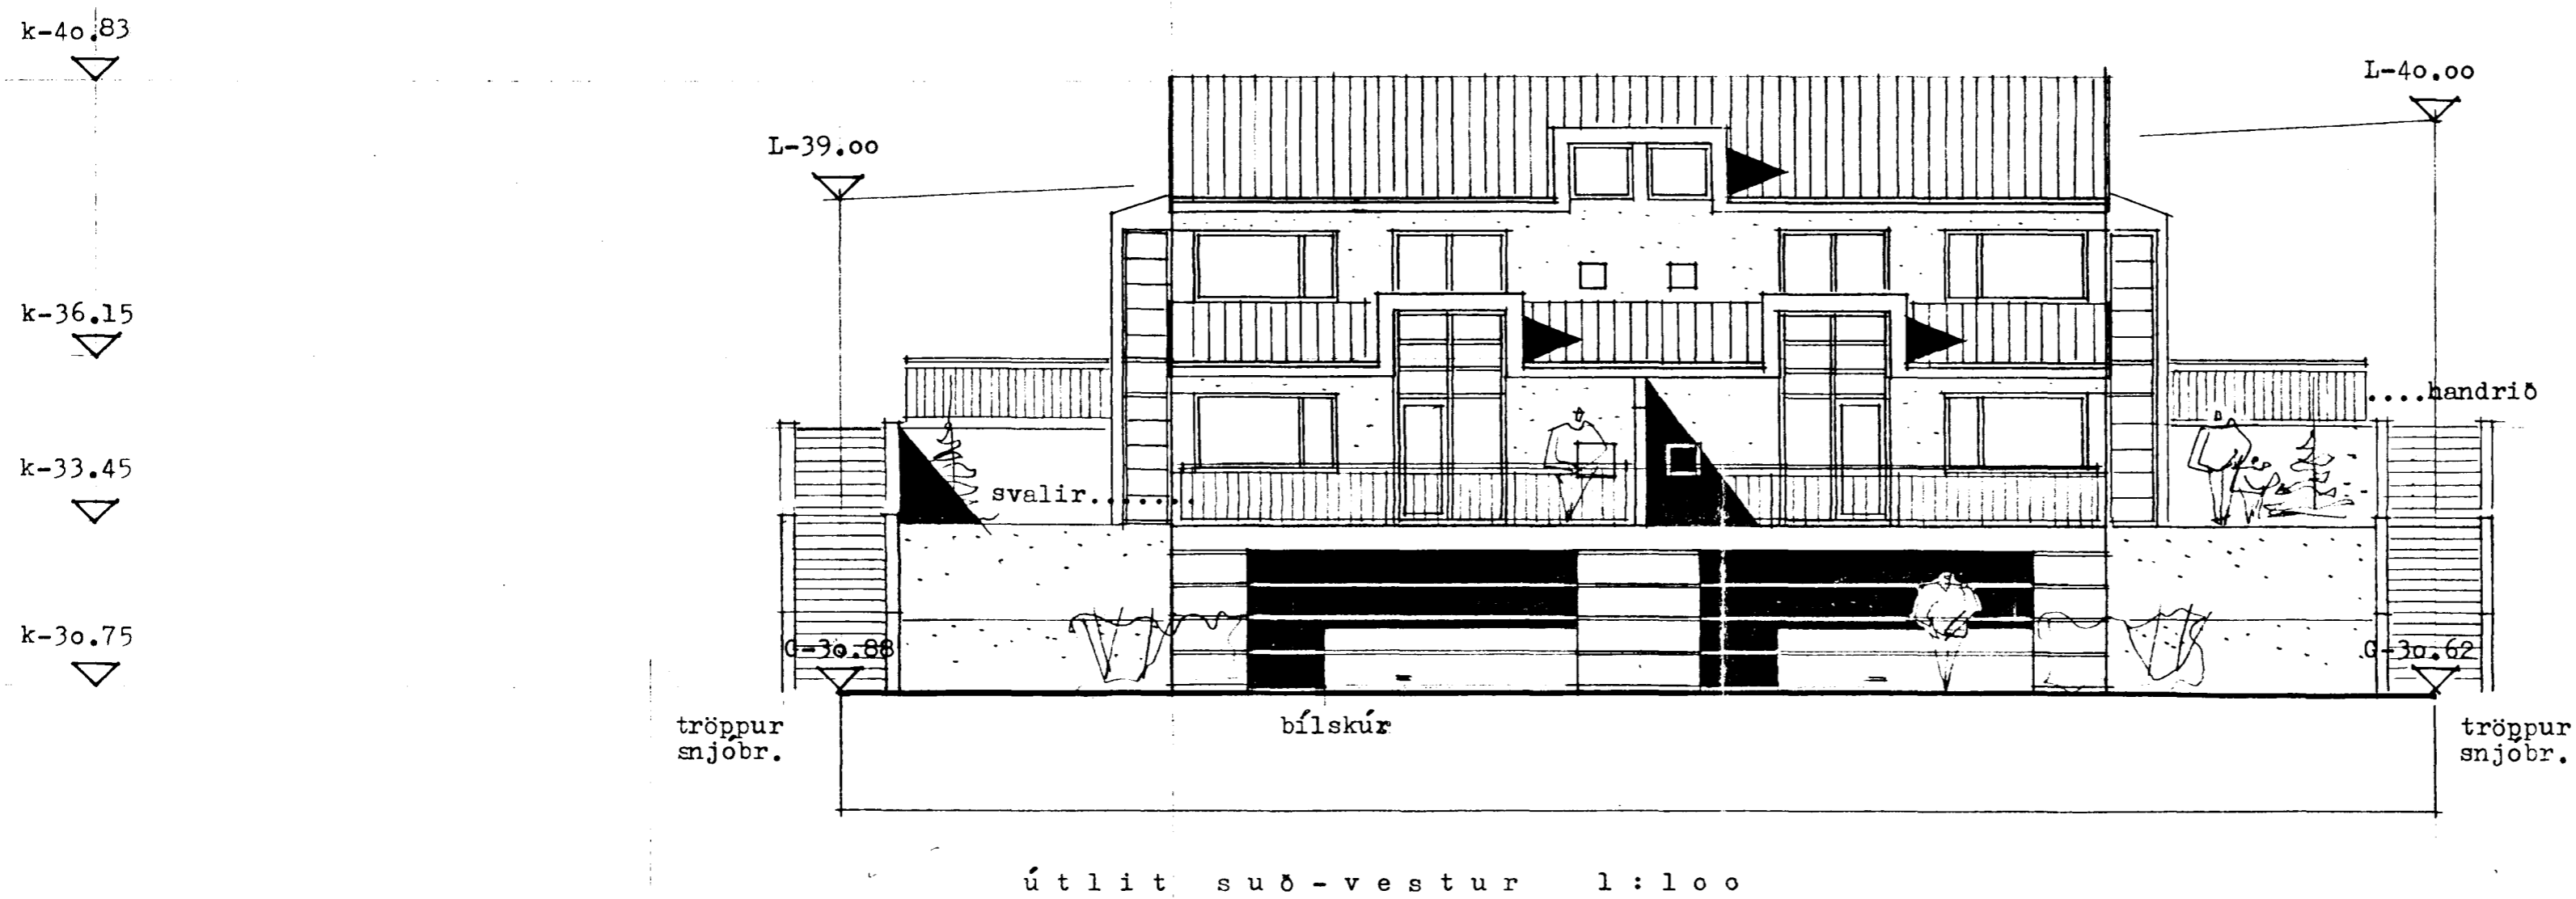 k-4o.83
L-4o.oo
L-39.oo
k-36.15
....handrið
k-33.45
svalir.......
k-3o.75
G-3o.88
G-3o.62
tröppur
snjóbr.
bílskúr
tröppur
snjóbr.
útlit suð-vestur 1:1oo